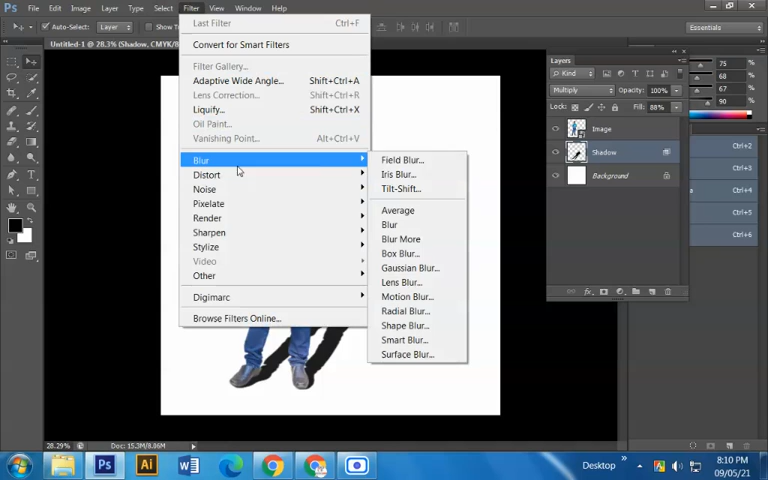 Ps File Edit Image Layer Type Select Filter View Window Help
Auto-Select: Layer Show Essentials
Untitled-1 @ 28.3% (Shadow, CMYK/8
Last Filter Ctrl+F
Convert for Smart Filters
Filter Gallery...
Adaptive Wide Angle... Shift+Ctrl+A
Lens Correction... Shift+Ctrl+R
Liquify... Shift+Ctrl+X
Oil Paint...
Vanishing Point... Alt+Ctrl+V
Blur
Distort
Noise
Pixelate
Render
Sharpen
Stylize
Video
Other
Digimarc
Browse Filters Online...
Field Blur...
Iris Blur...
Tilt-Shift...
Average
Blur
Blur More
Box Blur...
Gaussian Blur...
Lens Blur...
Motion Blur...
Radial Blur...
Shape Blur...
Smart Blur...
Surface Blur...
Layers
Kind
Multiply Opacity: 100%
Lock: Fill: 88%
Image
Shadow
Background
75 %
68 %
67 %
90 %
Ctrl+2
Ctrl+3
Ctrl+4
Ctrl+5
Ctrl+6
28.29% Doc: 15.3M/8.06M
Ps Ai W Desktop 8:10 PM
09/05/21